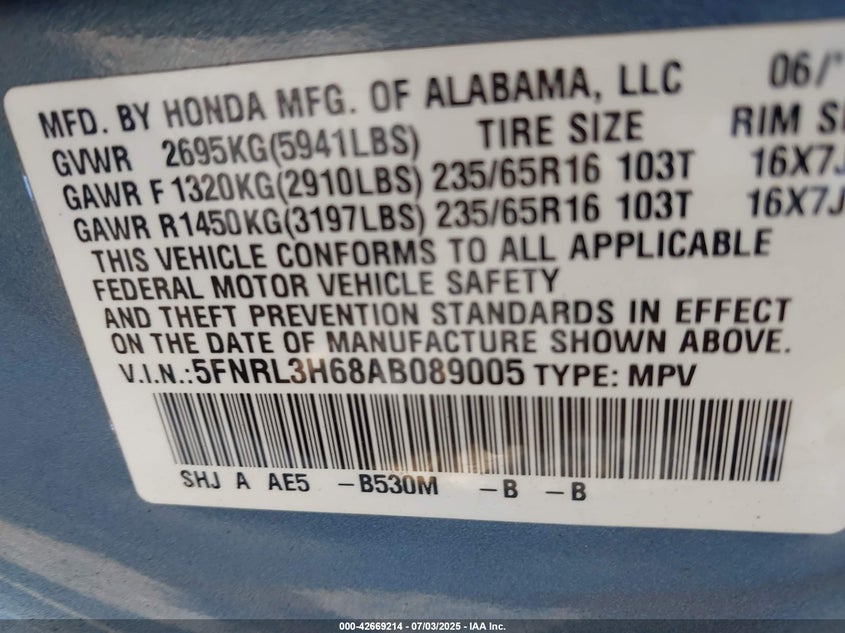 MFD. BY HONDA MFG. OF ALABAMA, LLC 06/
GVWR 2695KG(5941LBS) TIRE SIZE RIM
GAWR F 1320KG(2910LBS) 235/65R16 103T 16X7J
GAWR R1450KG(3197LBS) 235/65R16 103T 16X7J
THIS VEHICLE CONFORMS TO ALL APPLICABLE
FEDERAL MOTOR VEHICLE SAFETY
AND THEFT PREVENTION STANDARDS IN EFFECT
ON THE DATE OF MANUFACTURE SHOWN ABOVE.
V.I.N.:5FNRL3H68AB089005 TYPE: MPV
SHJ A AE5 -B530M -B -B
000-42669214 - 07/03/2025 - IAA Inc.